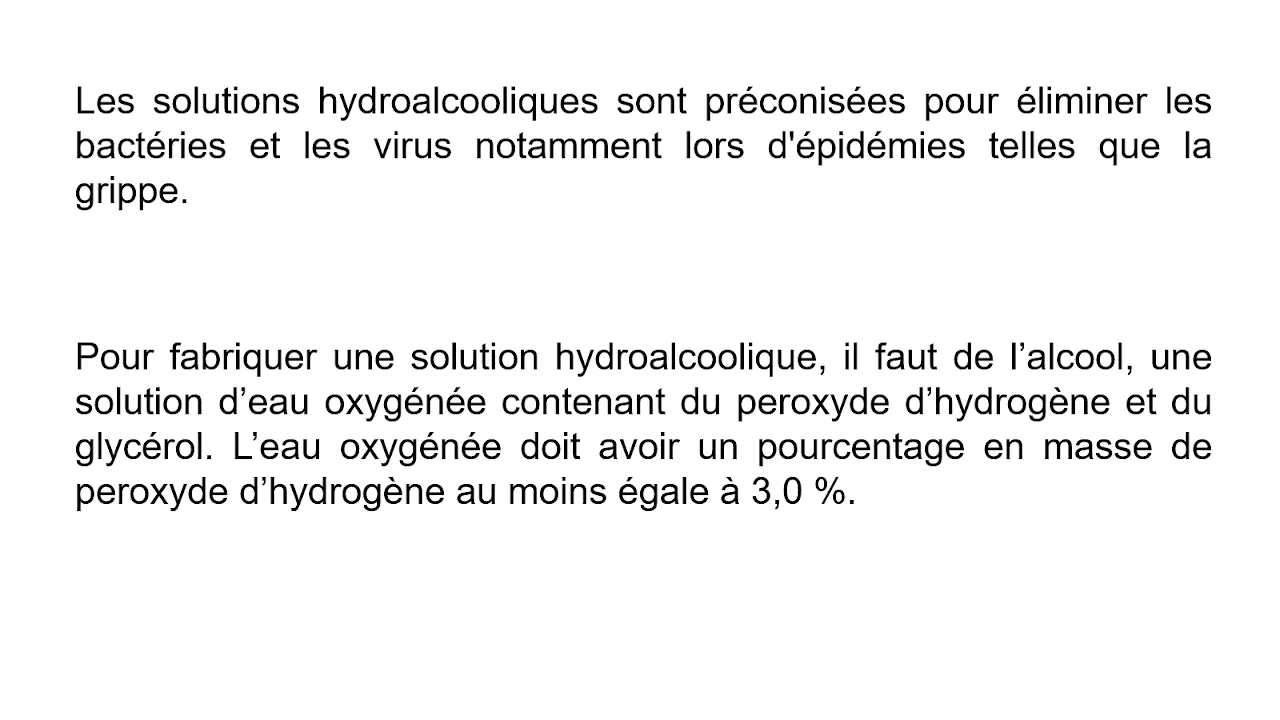 Les solutions hydroalcooliques sont préconisées pour éliminer les
bactéries et les virus notamment lors d'épidémies telles que la
grippe.
Pour fabriquer une solution hydroalcoolique, il faut de l’alcool, une
solution d’eau oxygénée contenant du peroxyde d’hydrogène et du
glycérol. L’eau oxygénée doit avoir un pourcentage en masse de
peroxyde d’hydrogène au moins égale à 3,0 %.